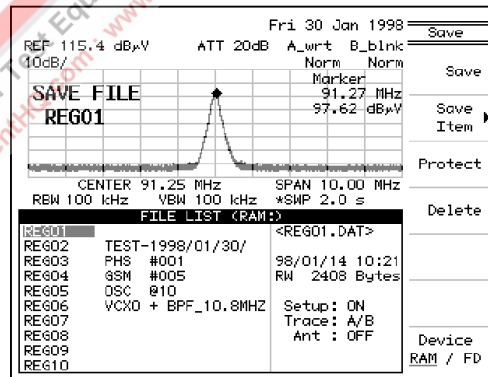 Fri 30 Jan 1998
REF 115.4 dBμV ATT 20dB A_wrt B_blnk
10dB/ Norm Norm
Marker
91.27 MHz
97.62 dBμV
SAVE FILE
REG01
CENTER 91.25 MHz SPAN 10.00 MHz
RBW 100 kHz VBW 100 kHz *SWP 2.0 s
FILE LIST (RAM:)
REG01
REG02 TEST-1998/01/30/
REG03 PHS #001
REG04 GSM #005
REG05 OSC @10
REG06 VCXO + BPF_10.8MHZ
REG07
REG08
REG09
REG10
<REG01.DAT>
98/01/14 10:21
RW 2408 Bytes
Setup: ON
Trace: A/B
Ant : OFF
Save
Save
Save
Item
Protect
Delete
Device
RAM / FD